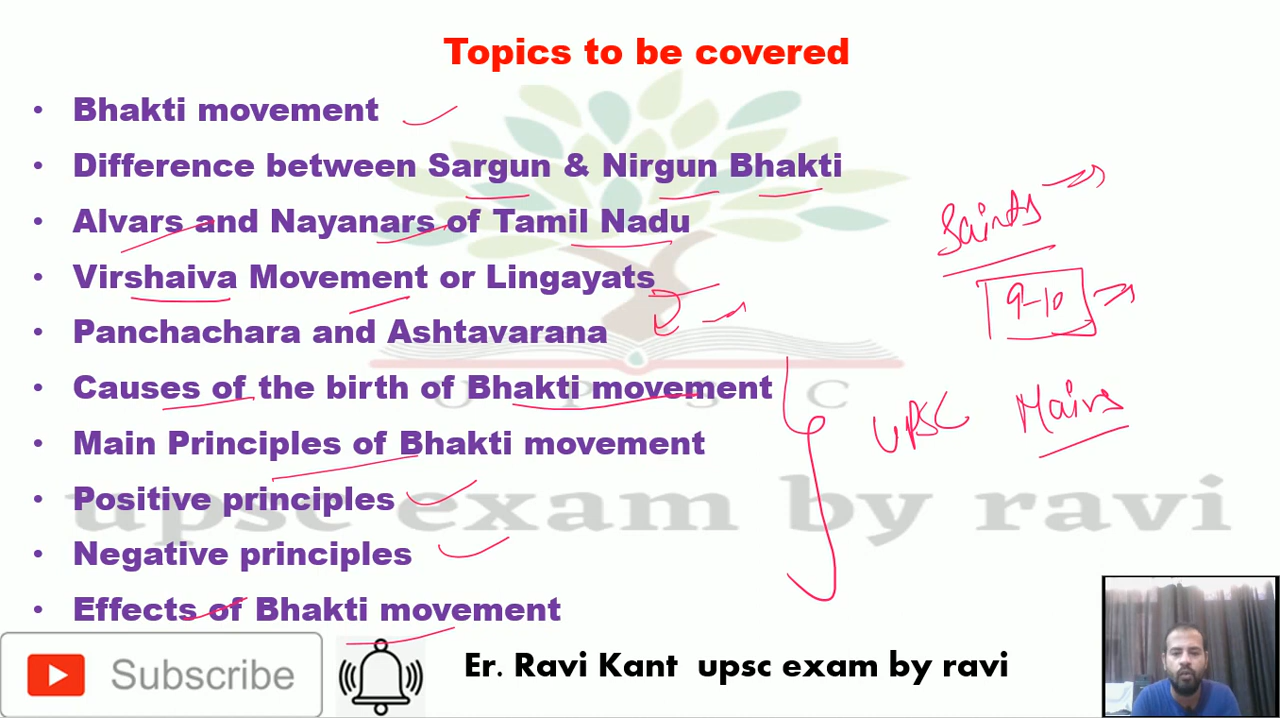 Topics to be covered
• Bhakti movement
• Difference between Sargun & Nirgun Bhakti
• Alvars and Nayanars of Tamil Nadu
• Virshaiva Movement or Lingayats
• Panchachara and Ashtavarana
• Causes of the birth of Bhakti movement
• Main Principles of Bhakti movement
• Positive principles
• Negative principles
• Effects of Bhakti movement
Saints
9-10
UPSC Mains
U P S C
upsc exam by ravi
Subscribe
Er. Ravi Kant upsc exam by ravi